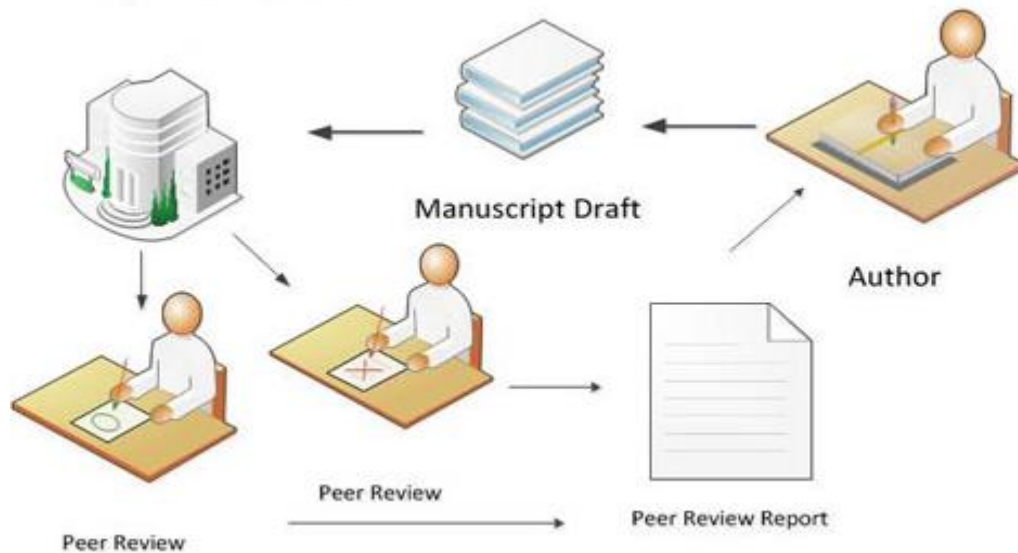 Manuscript Draft
Author
Peer Review
Peer Review
Peer Review Report